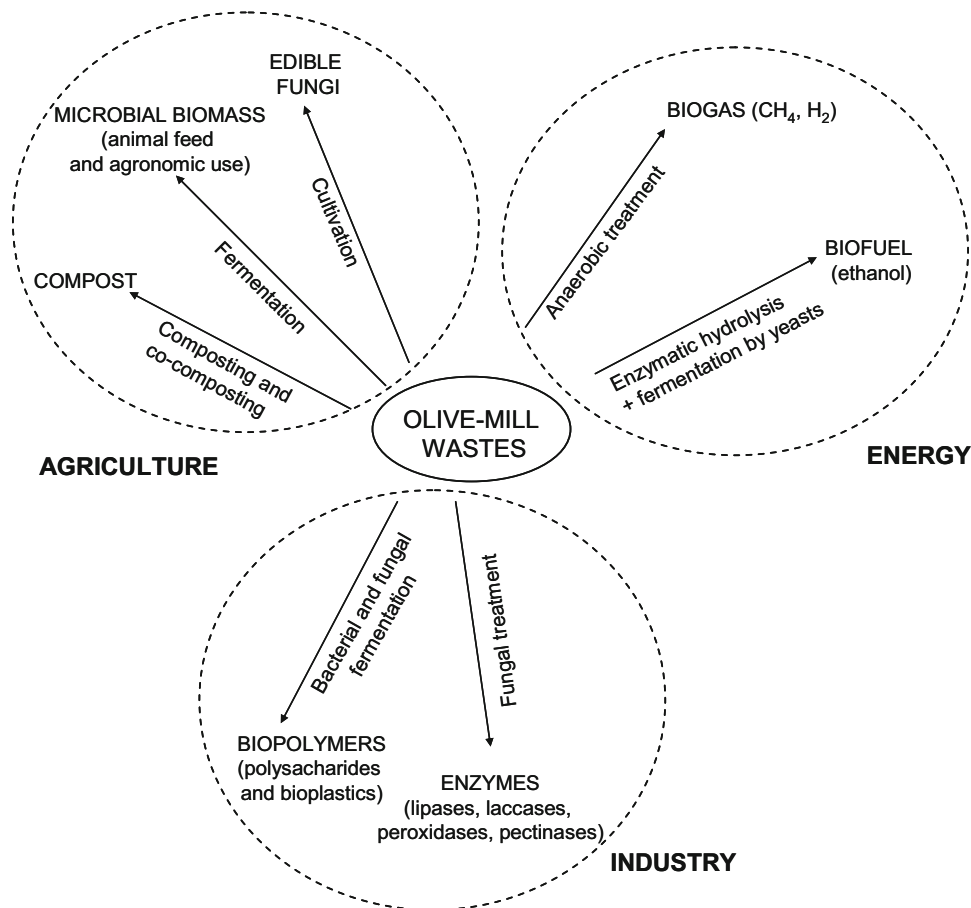 EDIBLE
FUNGI
MICROBIAL BIOMASS
(animal feed
and agronomic use)
COMPOST
Cultivation
Fermentation
Composting and
co-composting
AGRICULTURE
BIOGAS (CH₄, H₂)
Anaerobic treatment
BIOFUEL
(ethanol)
Enzymatic hydrolysis
+ fermentation by yeasts
ENERGY
OLIVE-MILL
WASTES
Bacterial and fungal
fermentation
Fungal treatment
BIOPOLYMERS
(polysacharides
and bioplastics)
ENZYMES
(lipases, laccases,
peroxidases, pectinases)
INDUSTRY